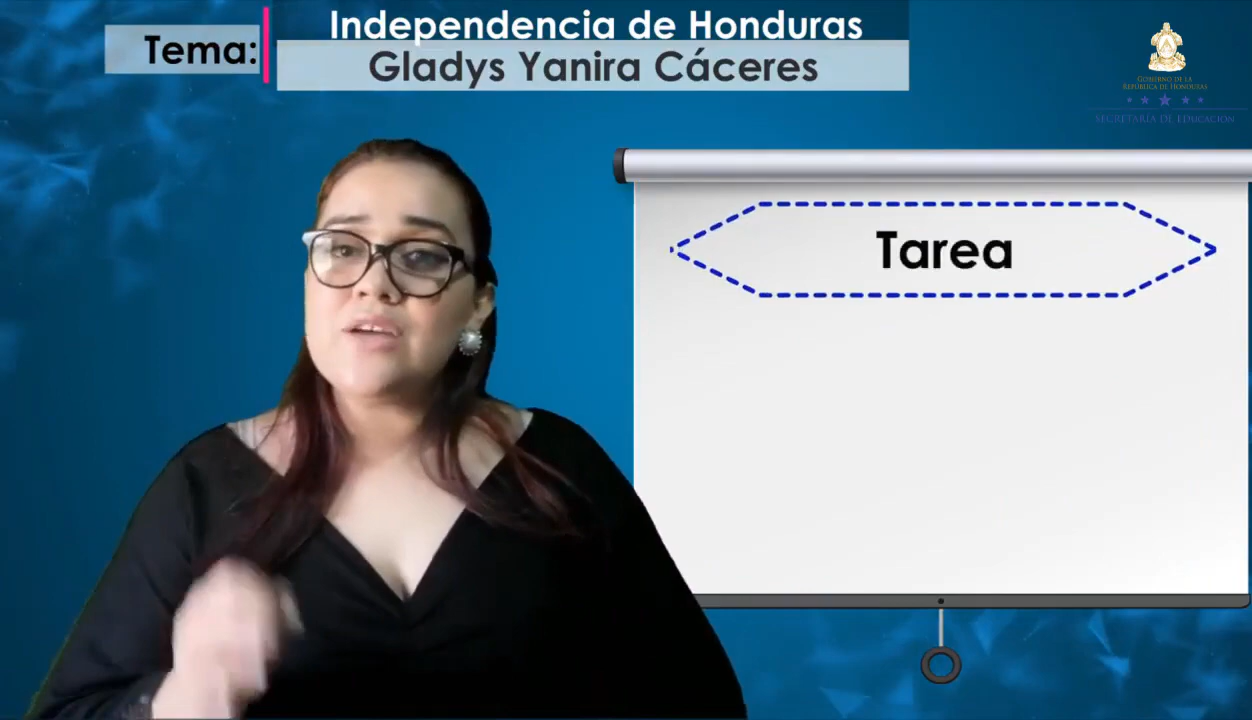 Tema:
Independencia de Honduras
Gladys Yanira Cáceres
GOBIERNO DE LA
REPÚBLICA DE HONDURAS
SECRETARÍA DE EDUCACIÓN
Tarea